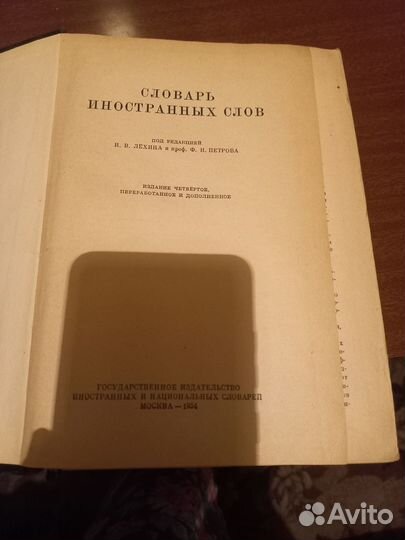 СЛОВАРЬ
ИНОСТРАННЫХ СЛОВ
ПОД РЕДАКЦИЕЙ
И. В. ЛЁХИНА и проф. Ф. Н. ПЕТРОВА
ИЗДАНИЕ ЧЕТВЁРТОЕ,
ПЕРЕРАБОТАННОЕ И ДОПОЛНЕННОЕ
ГОСУДАРСТВЕННОЕ ИЗДАТЕЛЬСТВО
ИНОСТРАННЫХ И НАЦИОНАЛЬНЫХ СЛОВАРЕЙ
МОСКВА — 1954
Avito